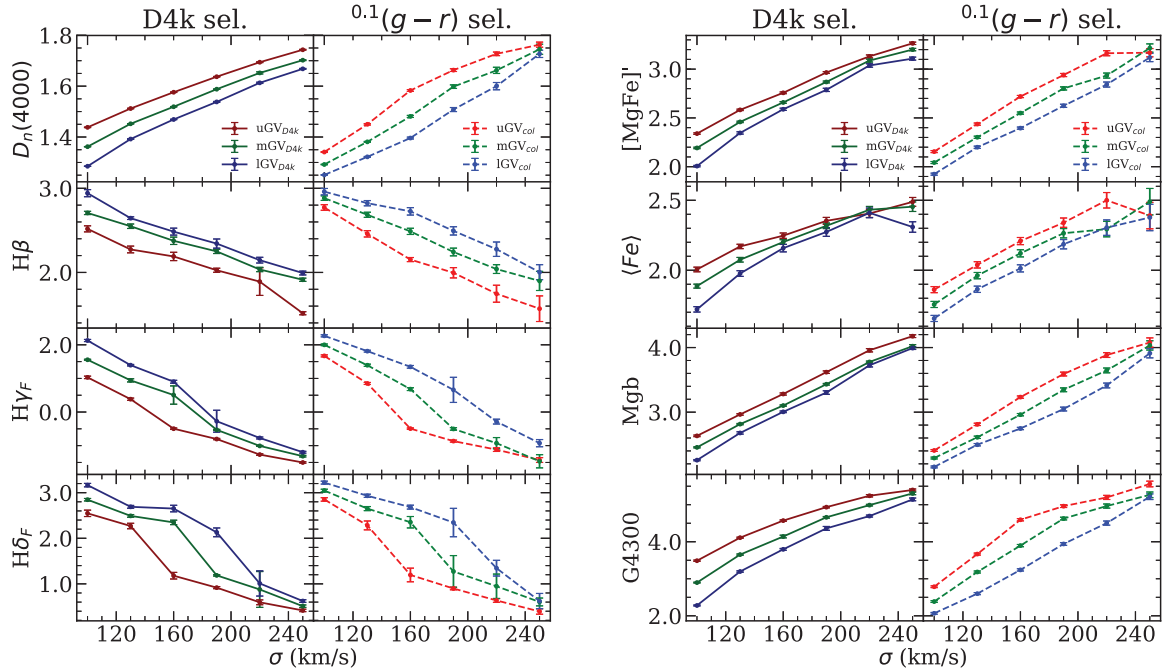 D4k sel.
0.1(g − r) sel.
Dn(4000)
1.8
1.6
1.4
uGVD4k
mGVD4k
lGVD4k
uGVcol
mGVcol
lGVcol
Hβ
3.0
2.0
HγF
2.0
0.0
HδF
3.0
2.0
1.0
120 160 200 240
120 160 200 240
σ (km/s)
D4k sel.
0.1(g − r) sel.
[MgFe]'
3.0
2.5
2.0
uGVD4k
mGVD4k
lGVD4k
uGVcol
mGVcol
lGVcol
⟨Fe⟩
2.5
2.0
Mgb
4.0
3.0
G4300
4.0
2.0
120 160 200 240
120 160 200 240
σ (km/s)